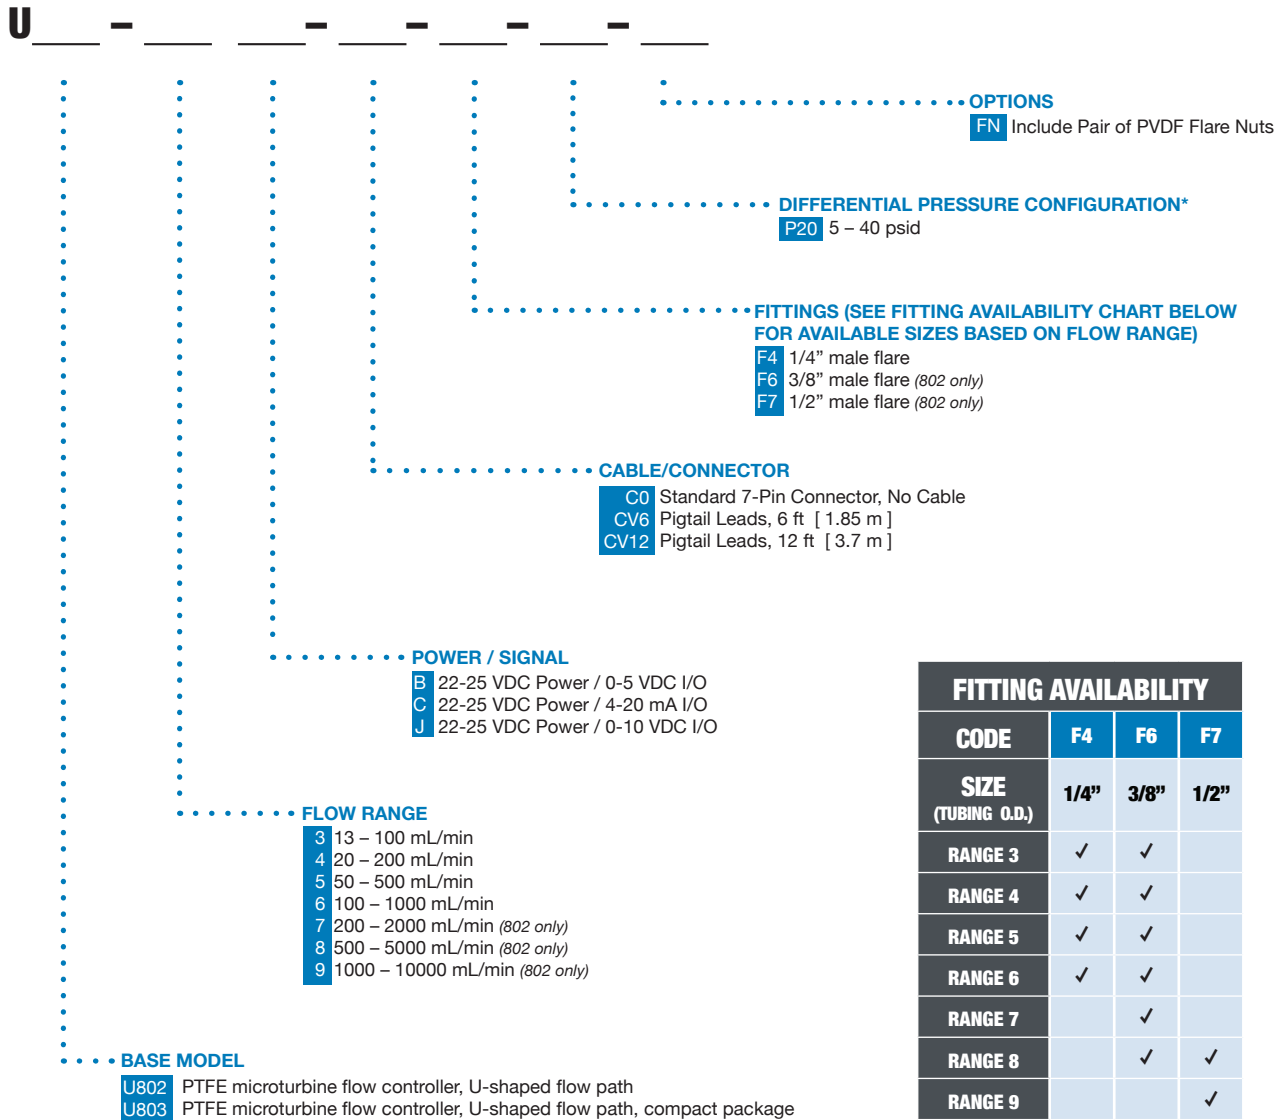 U____ – ____ ____ – ____ – ____ – ____ – ____
OPTIONS
FN Include Pair of PVDF Flare Nuts
DIFFERENTIAL PRESSURE CONFIGURATION*
P20 5 – 40 psid
FITTINGS (SEE FITTING AVAILABILITY CHART BELOW
FOR AVAILABLE SIZES BASED ON FLOW RANGE)
F4 1/4” male flare
F6 3/8” male flare (802 only)
F7 1/2” male flare (802 only)
CABLE/CONNECTOR
C0 Standard 7-Pin Connector, No Cable
CV6 Pigtail Leads, 6 ft [ 1.85 m ]
CV12 Pigtail Leads, 12 ft [ 3.7 m ]
POWER / SIGNAL
B 22-25 VDC Power / 0-5 VDC I/O
C 22-25 VDC Power / 4-20 mA I/O
J 22-25 VDC Power / 0-10 VDC I/O
FLOW RANGE
3 13 – 100 mL/min
4 20 – 200 mL/min
5 50 – 500 mL/min
6 100 – 1000 mL/min
7 200 – 2000 mL/min (802 only)
8 500 – 5000 mL/min (802 only)
9 1000 – 10000 mL/min (802 only)
BASE MODEL
U802 PTFE microturbine flow controller, U-shaped flow path
U803 PTFE microturbine flow controller, U-shaped flow path, compact package
FITTING AVAILABILITY
CODE F4 F6 F7
SIZE (TUBING O.D.) 1/4” 3/8” 1/2”
RANGE 3 ✓ ✓
RANGE 4 ✓ ✓
RANGE 5 ✓ ✓
RANGE 6 ✓ ✓
RANGE 7 ✓
RANGE 8 ✓ ✓
RANGE 9 ✓